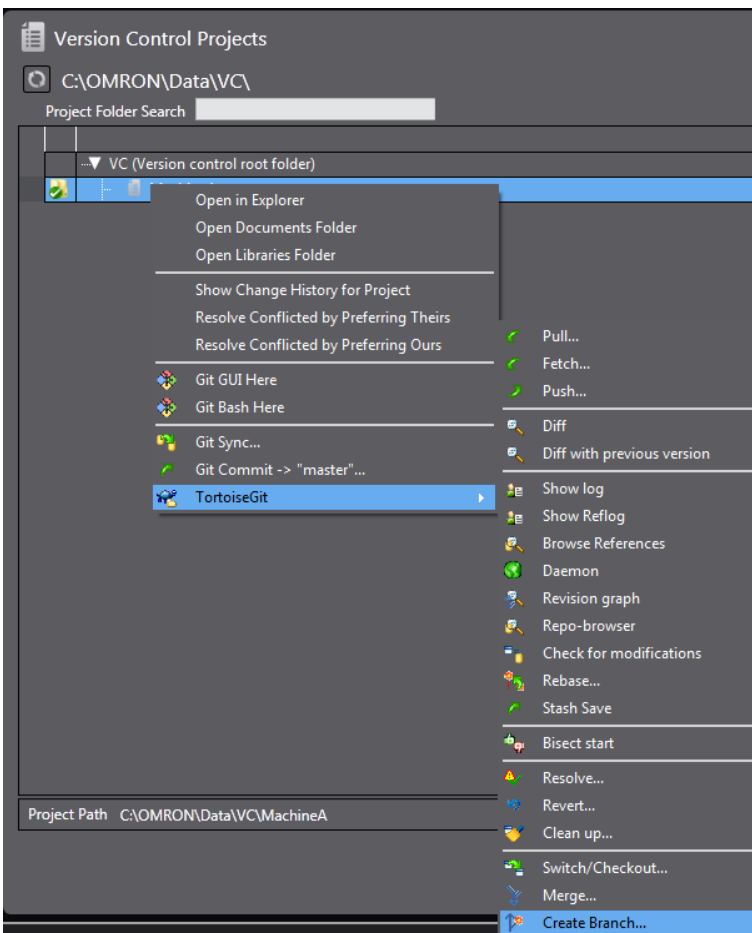 Version Control Projects
C:\OMRON\Data\VC\
Project Folder Search
VC (Version control root folder)
Open in Explorer
Open Documents Folder
Open Libraries Folder
Show Change History for Project
Resolve Conflicted by Preferring Theirs
Resolve Conflicted by Preferring Ours
Git GUI Here
Git Bash Here
Git Sync...
Git Commit -> "master"...
TortoiseGit
Pull...
Fetch...
Push...
Diff
Diff with previous version
Show log
Show Reflog
Browse References
Daemon
Revision graph
Repo-browser
Check for modifications
Rebase...
Stash Save
Bisect start
Resolve...
Revert...
Clean up...
Switch/Checkout...
Merge...
Create Branch...
Project Path C:\OMRON\Data\VC\MachineA